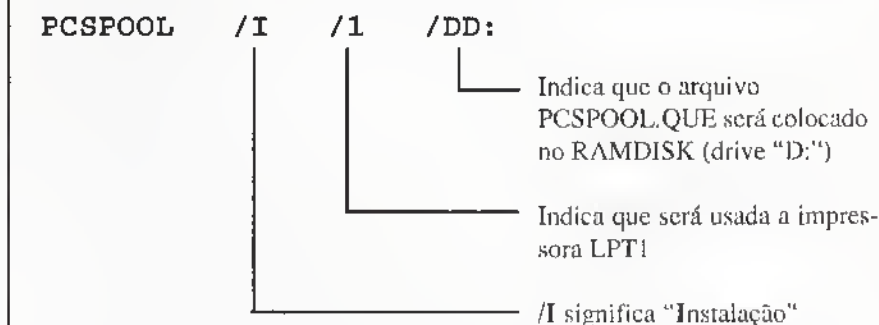 PCSPOOL /I /1 /DD:
Indica que o arquivo
PCSPOOL.QUE será colocado
no RAMDISK (drive "D:")
Indica que será usada a impres-
sora LPT1
/I significa "Instalação"